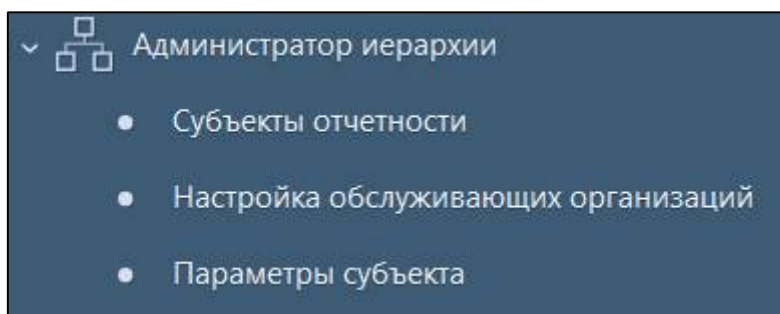 Администратор иерархии
Субъекты отчетности
Настройка обслуживающих организаций
Параметры субъекта